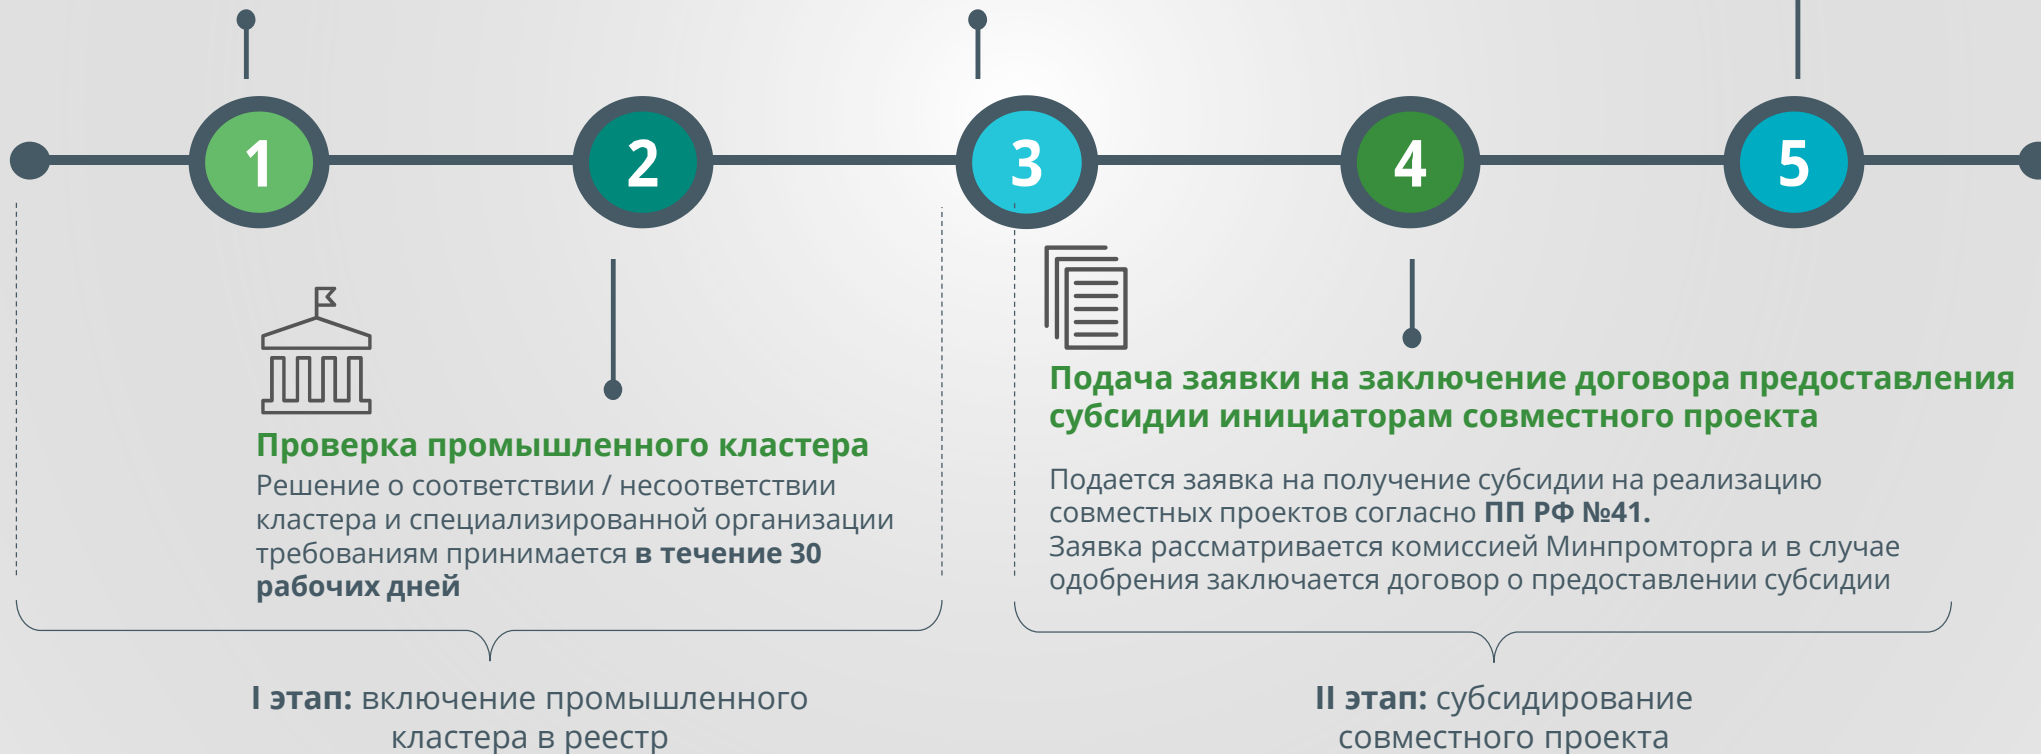 1
2
3
4
5
Проверка промышленного кластера
Решение о соответствии / несоответствии
кластера и специализированной организации
требованиям принимается в течение 30
рабочих дней
Подача заявки на заключение договора предоставления
субсидии инициаторам совместного проекта
Подается заявка на получение субсидии на реализацию
совместных проектов согласно ПП РФ №41.
Заявка рассматривается комиссией Минпромторга и в случае
одобрения заключается договор о предоставлении субсидии
I этап: включение промышленного
кластера в реестр
II этап: субсидирование
совместного проекта